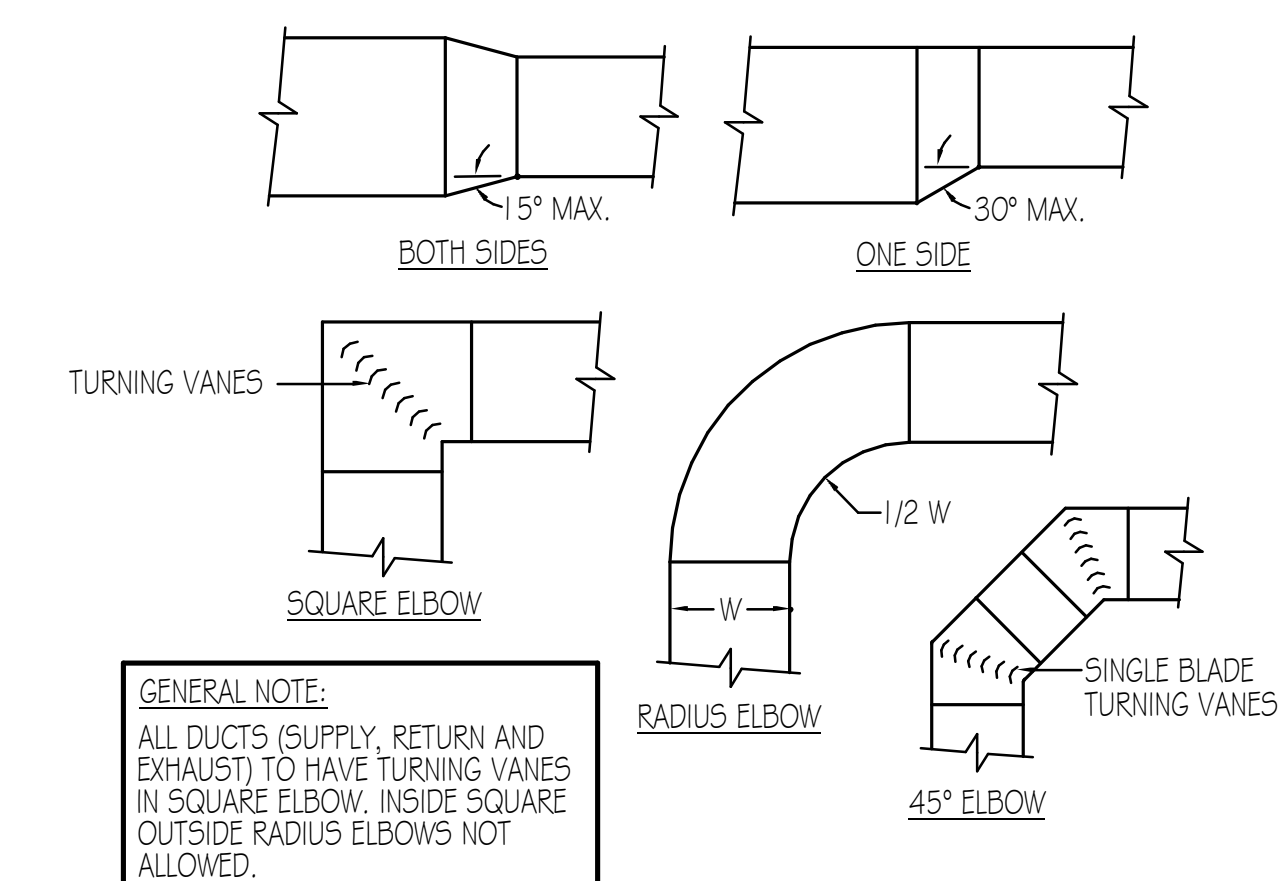 15° MAX.
BOTH SIDES
30° MAX.
ONE SIDE
TURNING VANES
SQUARE ELBOW
1/2 W
W
RADIUS ELBOW
SINGLE BLADE
TURNING VANES
45° ELBOW
GENERAL NOTE:
ALL DUCTS (SUPPLY, RETURN AND
EXHAUST) TO HAVE TURNING VANES
IN SQUARE ELBOW. INSIDE SQUARE
OUTSIDE RADIUS ELBOWS NOT
ALLOWED.